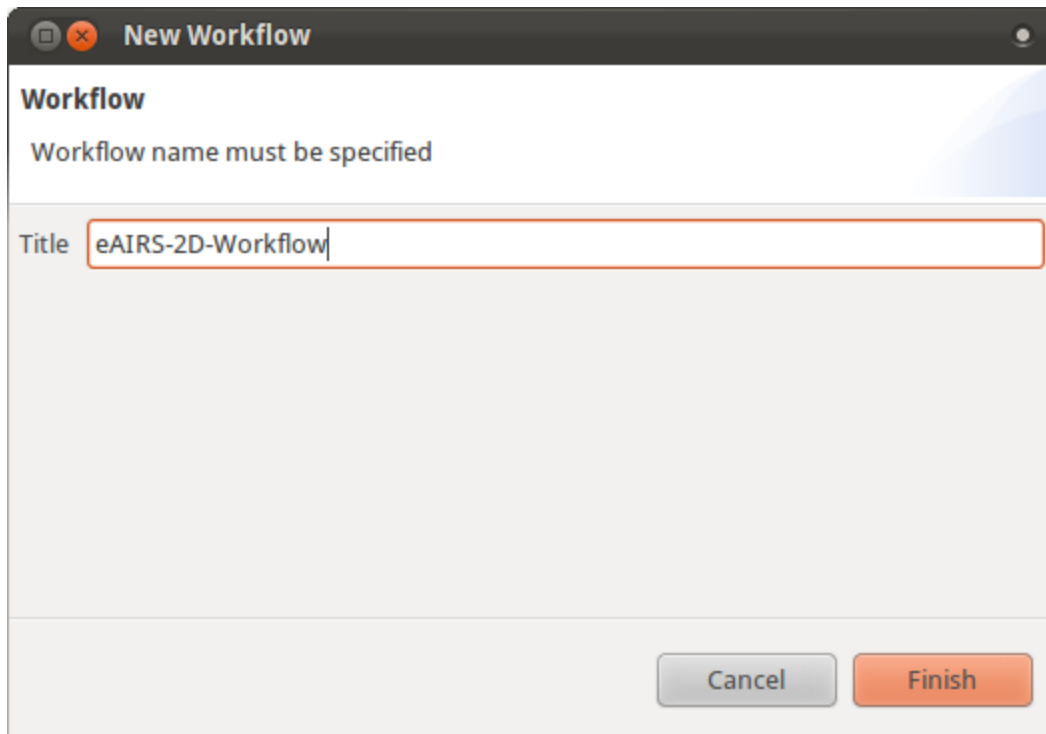 New Workflow
Workflow
Workflow name must be specified
Title eAIRS-2D-Workflow
Cancel Finish